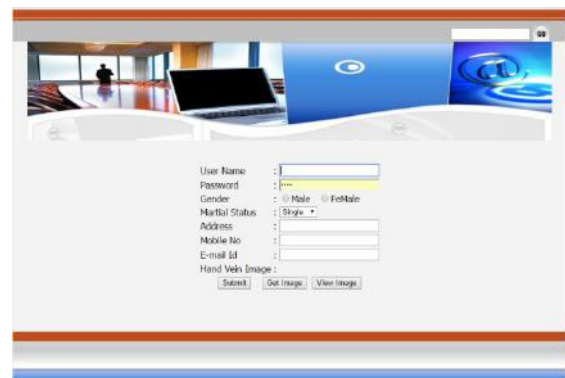 GO
User Name :
Password : ····
Gender : Male FeMale
Martial Status : Single
Address :
Mobile No :
E-mail Id :
Hand Vein Image :
Submit Get Image View Image